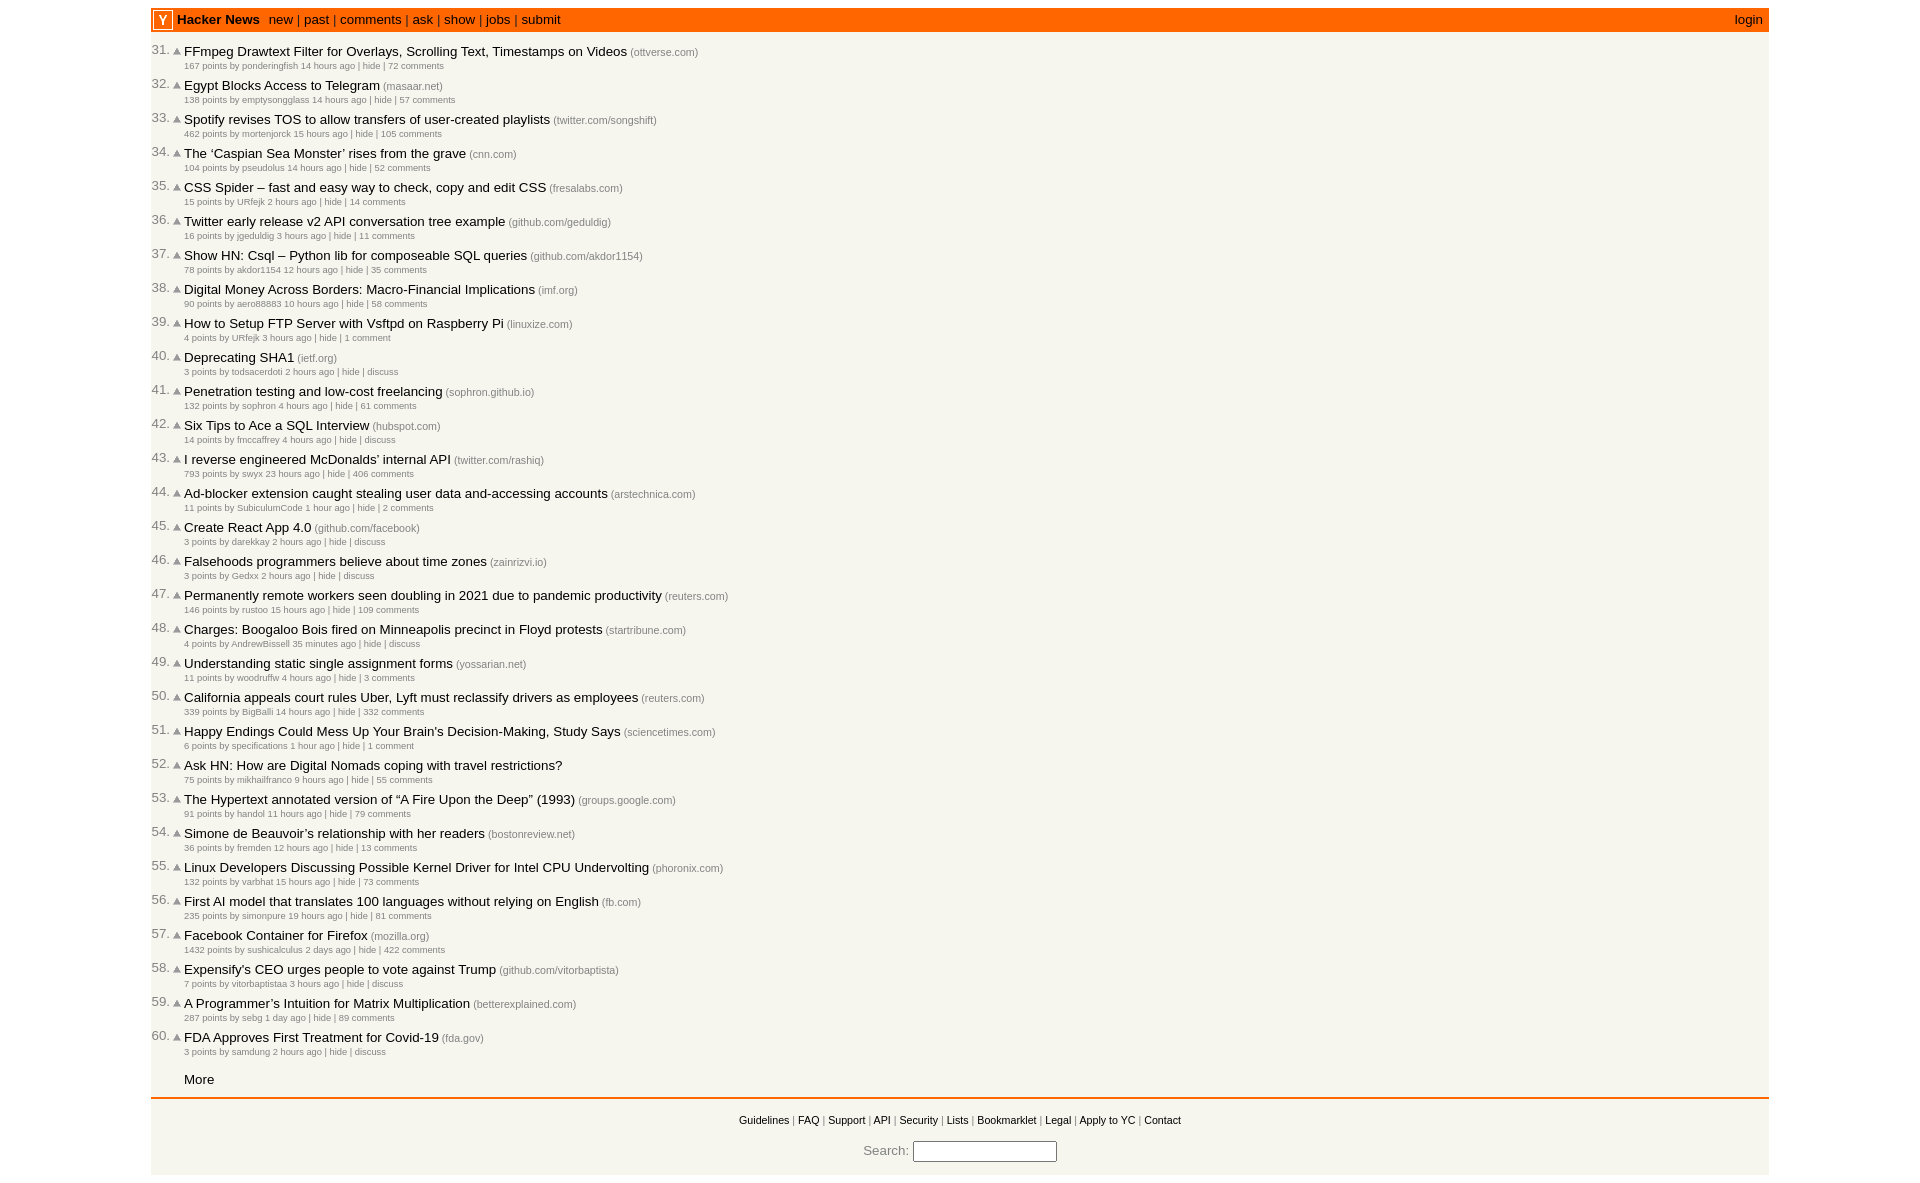 Y Hacker News new | past | comments | ask | show | jobs | submit login
31. FFmpeg Drawtext Filter for Overlays, Scrolling Text, Timestamps on Videos (ottverse.com)
167 points by ponderingfish 14 hours ago | hide | 72 comments
32. Egypt Blocks Access to Telegram (masaar.net)
138 points by emptysongglass 14 hours ago | hide | 57 comments
33. Spotify revises TOS to allow transfers of user-created playlists (twitter.com/songshift)
462 points by mortenjorck 15 hours ago | hide | 105 comments
34. The ‘Caspian Sea Monster’ rises from the grave (cnn.com)
104 points by pseudolus 14 hours ago | hide | 52 comments
35. CSS Spider – fast and easy way to check, copy and edit CSS (fresalabs.com)
15 points by URfejk 2 hours ago | hide | 14 comments
36. Twitter early release v2 API conversation tree example (github.com/geduldig)
16 points by jgeduldig 3 hours ago | hide | 11 comments
37. Show HN: Csql – Python lib for composeable SQL queries (github.com/akdor1154)
78 points by akdor1154 12 hours ago | hide | 35 comments
38. Digital Money Across Borders: Macro-Financial Implications (imf.org)
90 points by aero88883 10 hours ago | hide | 58 comments
39. How to Setup FTP Server with Vsftpd on Raspberry Pi (linuxize.com)
4 points by URfejk 3 hours ago | hide | 1 comment
40. Deprecating SHA1 (ietf.org)
3 points by todsacerdoti 2 hours ago | hide | discuss
41. Penetration testing and low-cost freelancing (sophron.github.io)
132 points by sophron 4 hours ago | hide | 61 comments
42. Six Tips to Ace a SQL Interview (hubspot.com)
14 points by fmccaffrey 4 hours ago | hide | discuss
43. I reverse engineered McDonalds’ internal API (twitter.com/rashiq)
793 points by swyx 23 hours ago | hide | 406 comments
44. Ad-blocker extension caught stealing user data and-accessing accounts (arstechnica.com)
11 points by SubiculumCode 1 hour ago | hide | 2 comments
45. Create React App 4.0 (github.com/facebook)
3 points by darekkay 2 hours ago | hide | discuss
46. Falsehoods programmers believe about time zones (zainrizvi.io)
3 points by Gedxx 2 hours ago | hide | discuss
47. Permanently remote workers seen doubling in 2021 due to pandemic productivity (reuters.com)
146 points by rustoo 15 hours ago | hide | 109 comments
48. Charges: Boogaloo Bois fired on Minneapolis precinct in Floyd protests (startribune.com)
4 points by AndrewBissell 35 minutes ago | hide | discuss
49. Understanding static single assignment forms (yossarian.net)
11 points by woodruffw 4 hours ago | hide | 3 comments
50. California appeals court rules Uber, Lyft must reclassify drivers as employees (reuters.com)
339 points by BigBalli 14 hours ago | hide | 332 comments
51. Happy Endings Could Mess Up Your Brain's Decision-Making, Study Says (sciencetimes.com)
6 points by specifications 1 hour ago | hide | 1 comment
52. Ask HN: How are Digital Nomads coping with travel restrictions?
75 points by mikhailfranco 9 hours ago | hide | 55 comments
53. The Hypertext annotated version of “A Fire Upon the Deep” (1993) (groups.google.com)
91 points by handol 11 hours ago | hide | 79 comments
54. Simone de Beauvoir’s relationship with her readers (bostonreview.net)
36 points by fremden 12 hours ago | hide | 13 comments
55. Linux Developers Discussing Possible Kernel Driver for Intel CPU Undervolting (phoronix.com)
132 points by varbhat 15 hours ago | hide | 73 comments
56. First AI model that translates 100 languages without relying on English (fb.com)
235 points by simonpure 19 hours ago | hide | 81 comments
57. Facebook Container for Firefox (mozilla.org)
1432 points by sushicalculus 2 days ago | hide | 422 comments
58. Expensify's CEO urges people to vote against Trump (github.com/vitorbaptista)
7 points by vitorbaptistaa 3 hours ago | hide | discuss
59. A Programmer’s Intuition for Matrix Multiplication (betterexplained.com)
287 points by sebg 1 day ago | hide | 89 comments
60. FDA Approves First Treatment for Covid-19 (fda.gov)
3 points by samdung 2 hours ago | hide | discuss
More
Guidelines | FAQ | Support | API | Security | Lists | Bookmarklet | Legal | Apply to YC | Contact
Search: